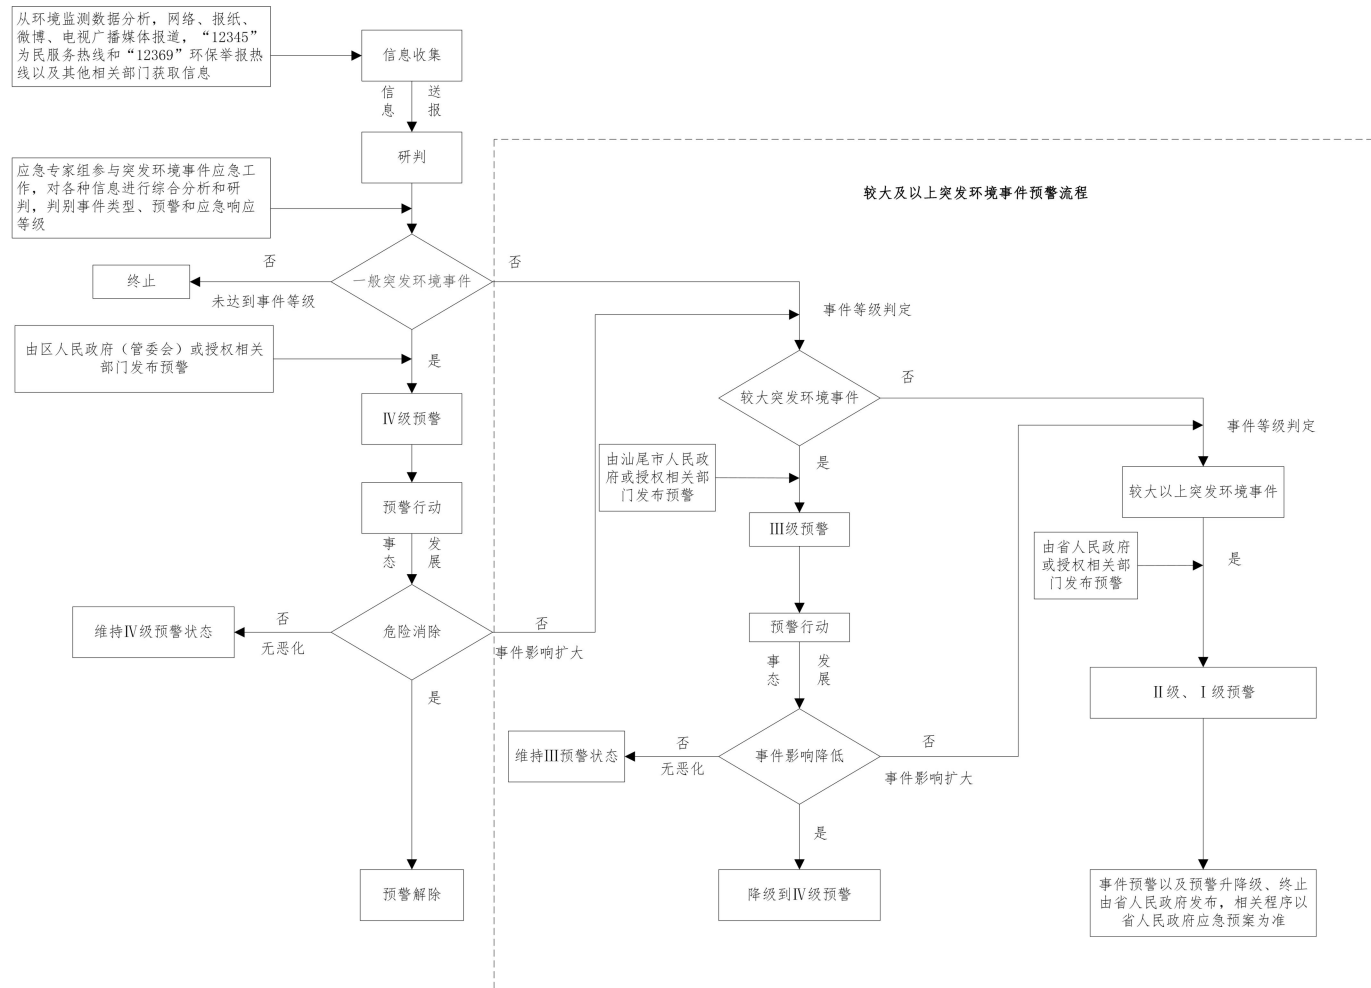 从环境监测数据分析，网络、报纸、
微博、电视广播媒体报道，“12345”
为民服务热线和“12369”环保举报热
线以及其他相关部门获取信息
信息收集
信息
送报
研判
应急专家组参与突发环境事件应急工
作，对各种信息进行综合分析和研
判，判别事件类型、预警和应急响应
等级
较大及以上突发环境事件预警流程
一般突发环境事件
否
未达到事件等级
终止
否
是
由区人民政府（管委会）或授权相关
部门发布预警
Ⅳ级预警
预警行动
事态
发展
危险消除
否
无恶化
维持Ⅳ级预警状态
否
事件影响扩大
是
预警解除
事件等级判定
较大突发环境事件
否
是
由汕尾市人民政
府或授权相关部
门发布预警
Ⅲ级预警
预警行动
事态
发展
事件影响降低
否
无恶化
维持Ⅲ预警状态
否
事件影响扩大
是
降级到Ⅳ级预警
事件等级判定
较大以上突发环境事件
是
由省人民政府
或授权相关部
门发布预警
Ⅱ级、Ⅰ级预警
事件预警以及预警升降级、终止
由省人民政府发布，相关程序以
省人民政府应急预案为准